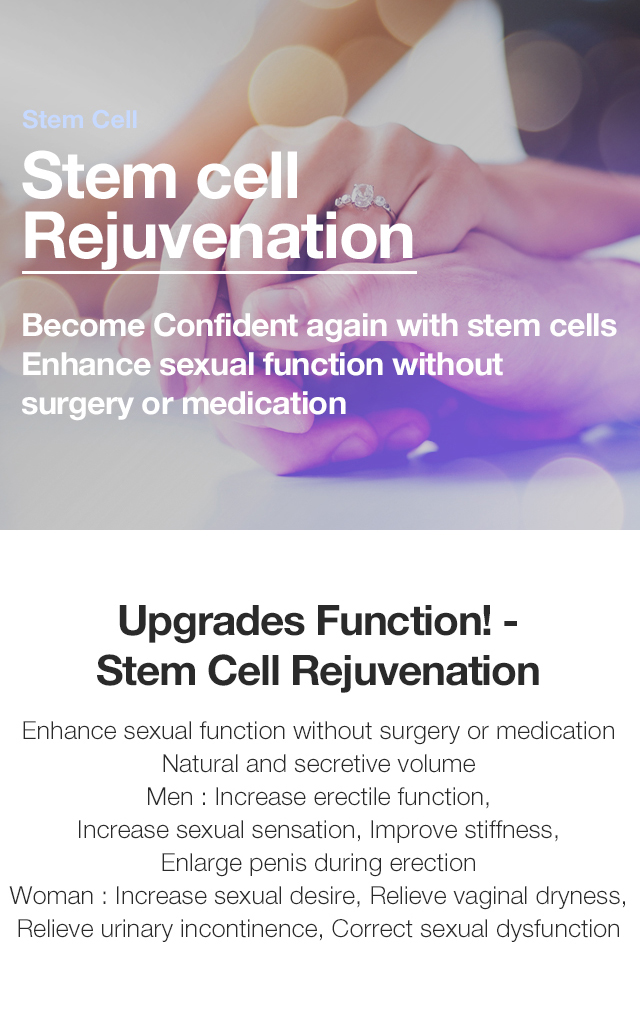 Stem Cell
Stem cell
Rejuvenation
Become Confident again with stem cells
Enhance sexual function without
surgery or medication
Upgrades Function! -
Stem Cell Rejuvenation
Enhance sexual function without surgery or medication
Natural and secretive volume
Men : Increase erectile function,
Increase sexual sensation, Improve stiffness,
Enlarge penis during erection
Woman : Increase sexual desire, Relieve vaginal dryness,
Relieve urinary incontinence, Correct sexual dysfunction